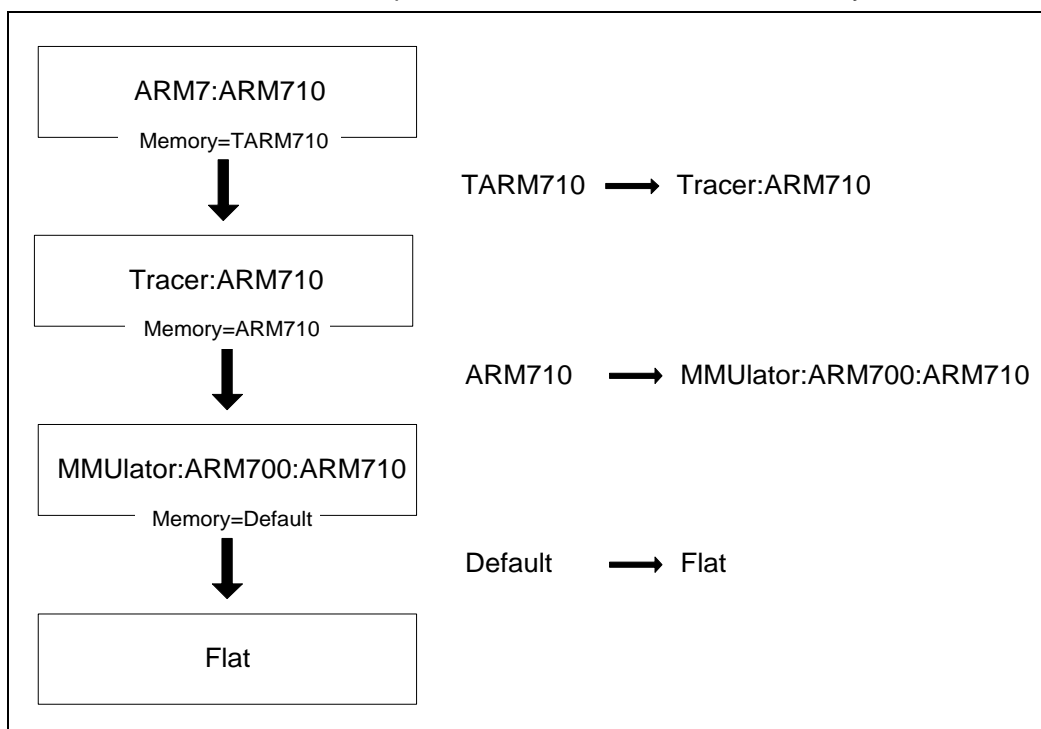 ARM7:ARM710
Memory=TARM710
TARM710 Tracer:ARM710
Tracer:ARM710
Memory=ARM710
ARM710 MMUlator:ARM700:ARM710
MMUlator:ARM700:ARM710
Memory=Default
Default Flat
Flat